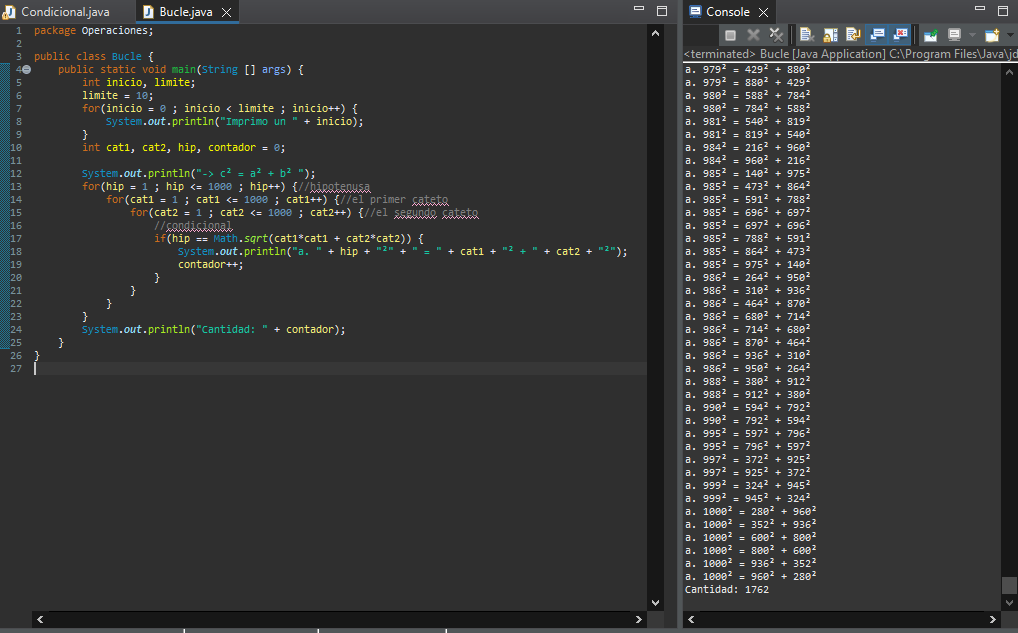 Condicional.java
Bucle.java
1 package Operaciones;
2
3 public class Bucle {
4 public static void main(String [] args) {
5 int inicio, limite;
6 limite = 10;
7 for(inicio = 0 ; inicio < limite ; inicio++) {
8 System.out.println("Imprimo un " + inicio);
9 }
10 int cat1, cat2, hip, contador = 0;
11
12 System.out.println("-> c² = a² + b² ");
13 for(hip = 1 ; hip <= 1000 ; hip++) {//hipotenusa
14 for(cat1 = 1 ; cat1 <= 1000 ; cat1++) {//el primer cateto
15 for(cat2 = 1 ; cat2 <= 1000 ; cat2++) {//el segundo cateto
16 //condicional
17 if(hip == Math.sqrt(cat1*cat1 + cat2*cat2)) {
18 System.out.println("a. " + hip + "²" + " = " + cat1 + "² + " + cat2 + "²");
19 contador++;
20 }
21 }
22 }
23 }
24 System.out.println("Cantidad: " + contador);
25 }
26 }
27
Console
<terminated> Bucle [Java Application] C:\Program Files\Java\jd
a. 979² = 429² + 880²
a. 979² = 880² + 429²
a. 980² = 588² + 784²
a. 980² = 784² + 588²
a. 981² = 540² + 819²
a. 981² = 819² + 540²
a. 984² = 216² + 960²
a. 984² = 960² + 216²
a. 985² = 140² + 975²
a. 985² = 473² + 864²
a. 985² = 591² + 788²
a. 985² = 696² + 697²
a. 985² = 697² + 696²
a. 985² = 788² + 591²
a. 985² = 864² + 473²
a. 985² = 975² + 140²
a. 986² = 264² + 950²
a. 986² = 310² + 936²
a. 986² = 464² + 870²
a. 986² = 680² + 714²
a. 986² = 714² + 680²
a. 986² = 870² + 464²
a. 986² = 936² + 310²
a. 986² = 950² + 264²
a. 988² = 380² + 912²
a. 988² = 912² + 380²
a. 990² = 594² + 792²
a. 990² = 792² + 594²
a. 995² = 597² + 796²
a. 995² = 796² + 597²
a. 997² = 372² + 925²
a. 997² = 925² + 372²
a. 999² = 324² + 945²
a. 999² = 945² + 324²
a. 1000² = 280² + 960²
a. 1000² = 352² + 936²
a. 1000² = 600² + 800²
a. 1000² = 800² + 600²
a. 1000² = 936² + 352²
a. 1000² = 960² + 280²
Cantidad: 1762